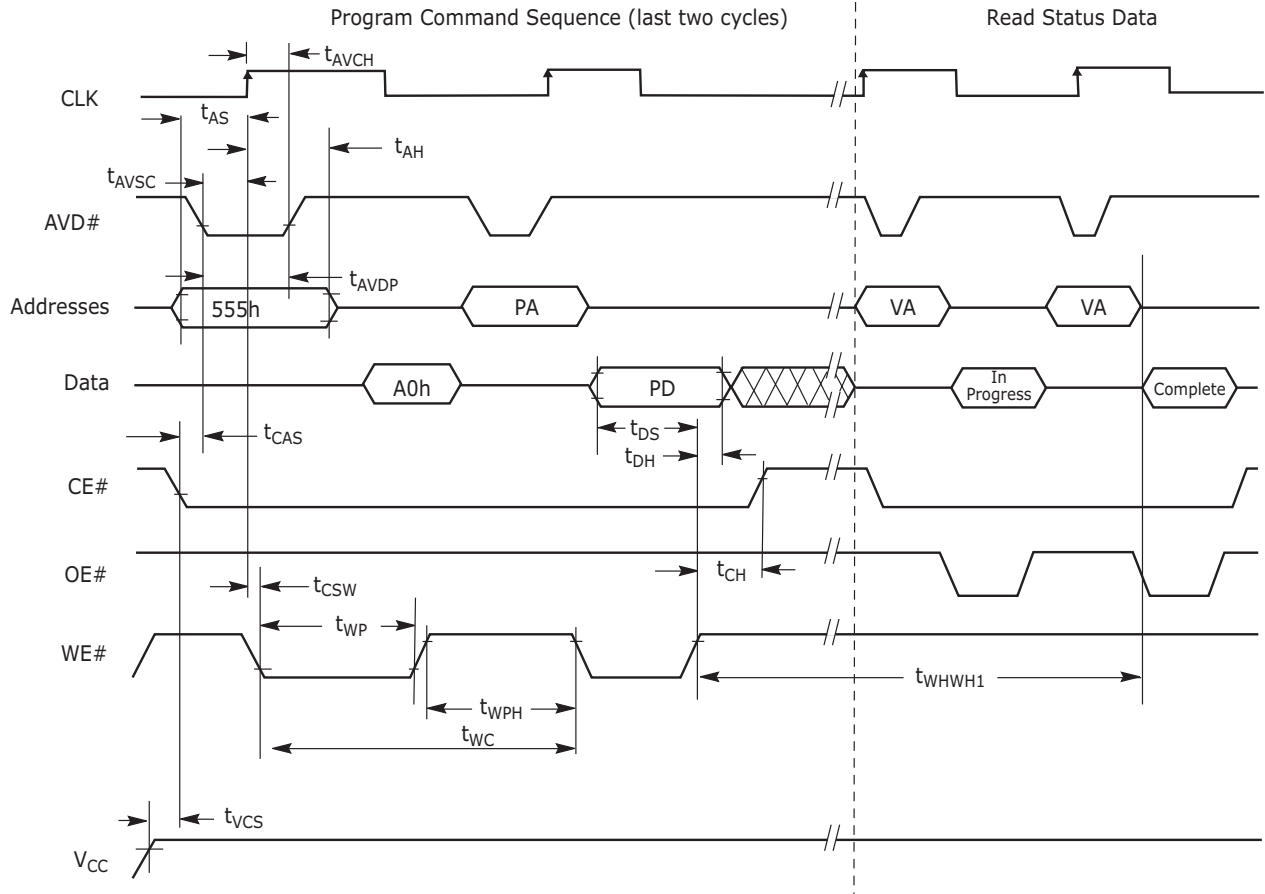 Program Command Sequence (last two cycles)
Read Status Data
tAVCH
CLK
tAS
tAH
tAVSC
AVD#
tAVDP
Addresses
555h
PA
VA
VA
Data
A0h
PD
In
Progress
Complete
tDS
tCAS
tDH
CE#
OE#
tCH
tCSW
tWP
WE#
tWHWH1
tWPH
tWC
tVCS
VCC